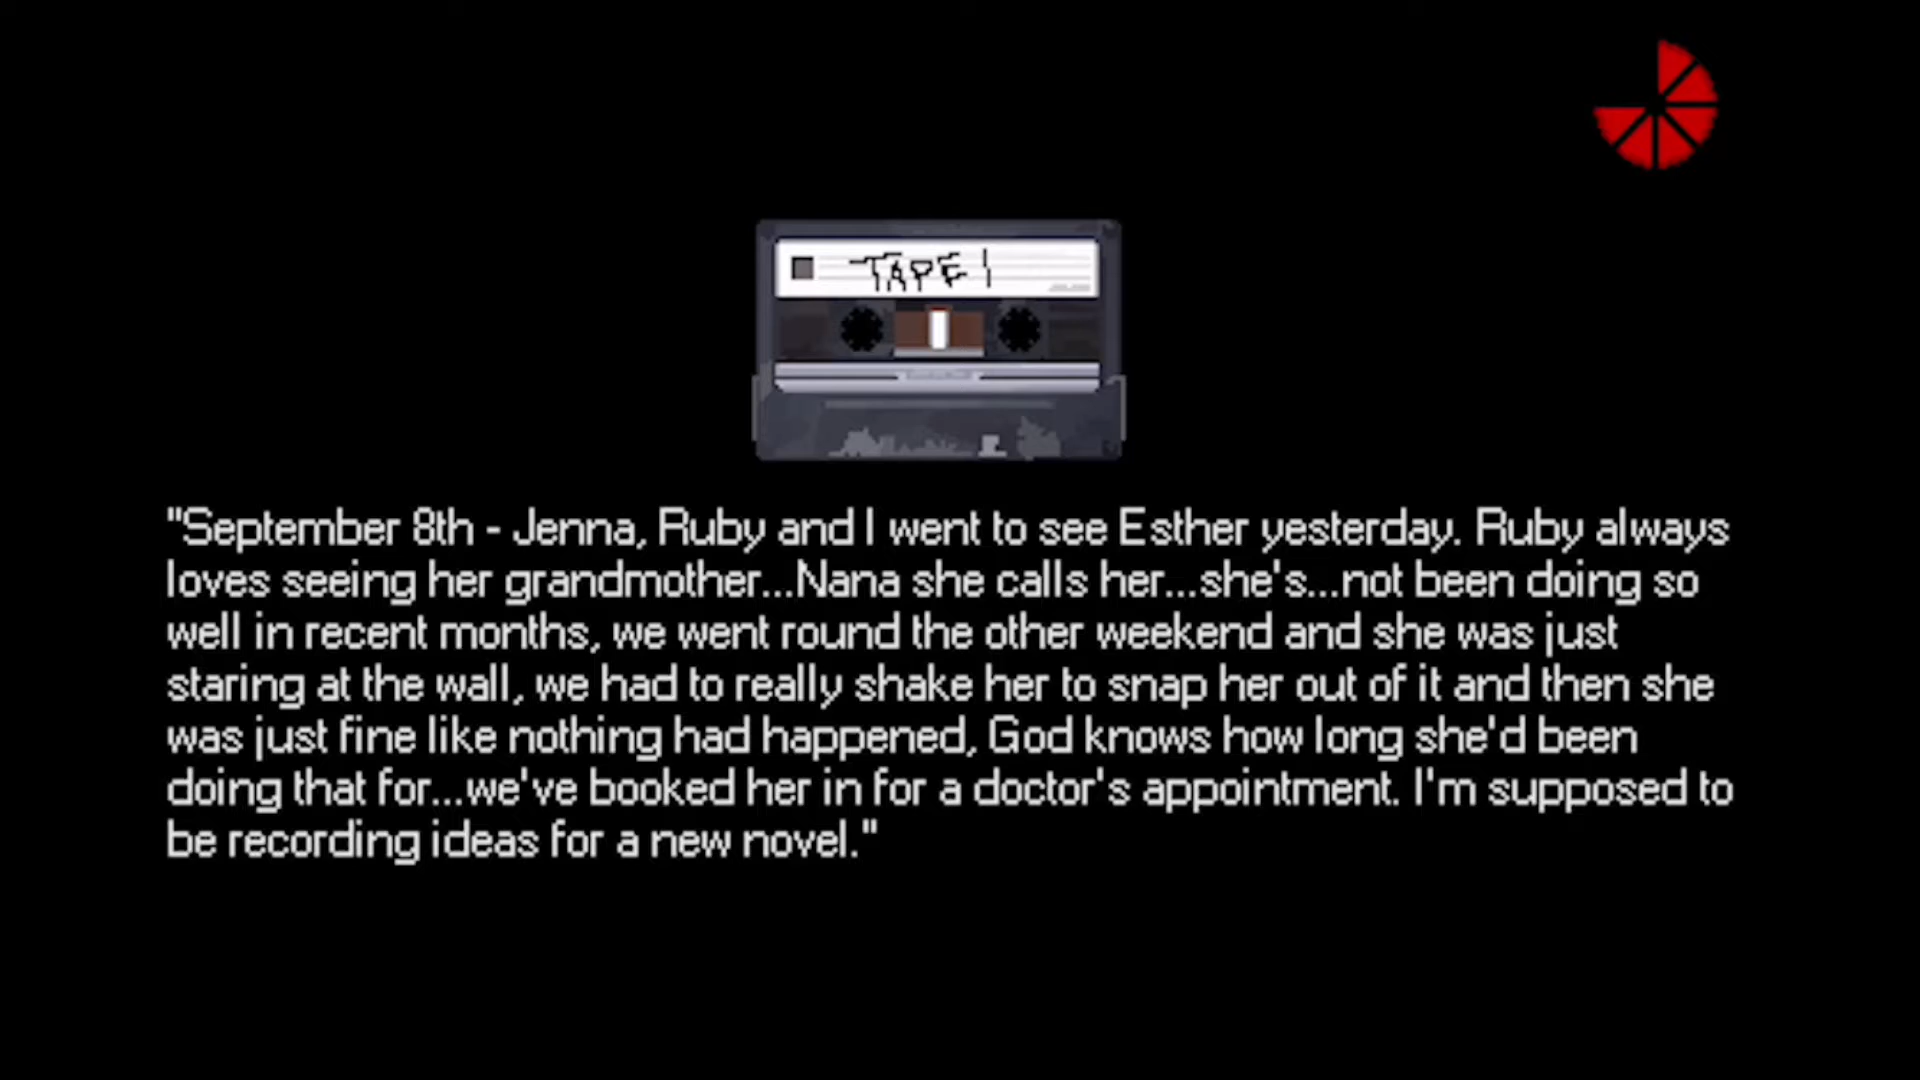 TAPE 1
"September 8th - Jenna, Ruby and I went to see Esther yesterday. Ruby always
loves seeing her grandmother...Nana she calls her...she's...not been doing so
well in recent months, we went round the other weekend and she was just
staring at the wall, we had to really shake her to snap her out of it and then she
was just fine like nothing had happened, God knows how long she'd been
doing that for...we've booked her in for a doctor's appointment. I'm supposed to
be recording ideas for a new novel."